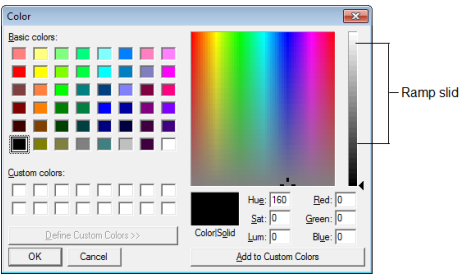 Color
Basic colors:
Custom colors:
Define Custom Colors >>
OK
Cancel
Color|Solid
Hue: 160
Sat: 0
Lum: 0
Red: 0
Green: 0
Blue: 0
Add to Custom Colors
Ramp slid